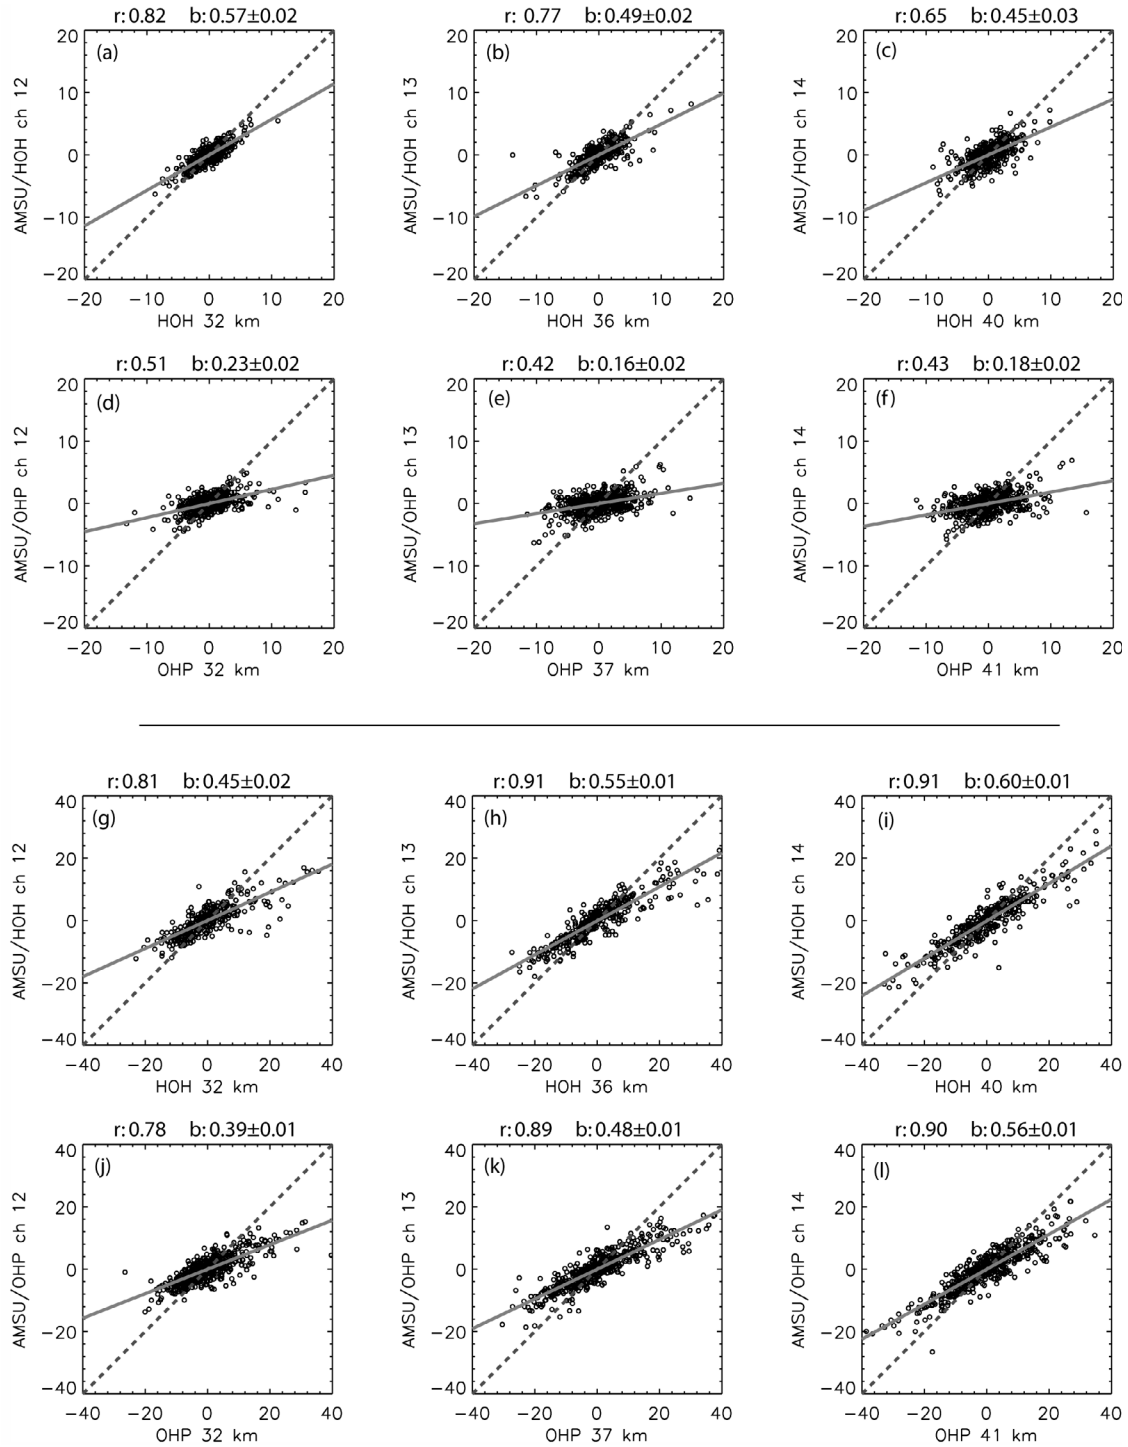 r: 0.82 b: 0.57±0.02
(a)
AMSU/HOH ch 12
20
10
0
−10
−20
−20 −10 0 10 20
HOH 32 km
r: 0.77 b: 0.49±0.02
(b)
AMSU/HOH ch 13
20
10
0
−10
−20
−20 −10 0 10 20
HOH 36 km
r: 0.65 b: 0.45±0.03
(c)
AMSU/HOH ch 14
20
10
0
−10
−20
−20 −10 0 10 20
HOH 40 km
r: 0.51 b: 0.23±0.02
(d)
AMSU/OHP ch 12
20
10
0
−10
−20
−20 −10 0 10 20
OHP 32 km
r: 0.42 b: 0.16±0.02
(e)
AMSU/OHP ch 13
20
10
0
−10
−20
−20 −10 0 10 20
OHP 37 km
r: 0.43 b: 0.18±0.02
(f)
AMSU/OHP ch 14
20
10
0
−10
−20
−20 −10 0 10 20
OHP 41 km
r: 0.81 b: 0.45±0.02
(g)
AMSU/HOH ch 12
40
20
0
−20
−40
−40 −20 0 20 40
HOH 32 km
r: 0.91 b: 0.55±0.01
(h)
AMSU/HOH ch 13
40
20
0
−20
−40
−40 −20 0 20 40
HOH 36 km
r: 0.91 b: 0.60±0.01
(i)
AMSU/HOH ch 14
40
20
0
−20
−40
−40 −20 0 20 40
HOH 40 km
r: 0.78 b: 0.39±0.01
(j)
AMSU/OHP ch 12
40
20
0
−20
−40
−40 −20 0 20 40
OHP 32 km
r: 0.89 b: 0.48±0.01
(k)
AMSU/OHP ch 13
40
20
0
−20
−40
−40 −20 0 20 40
OHP 37 km
r: 0.90 b: 0.56±0.01
(l)
AMSU/OHP ch 14
40
20
0
−20
−40
−40 −20 0 20 40
OHP 41 km